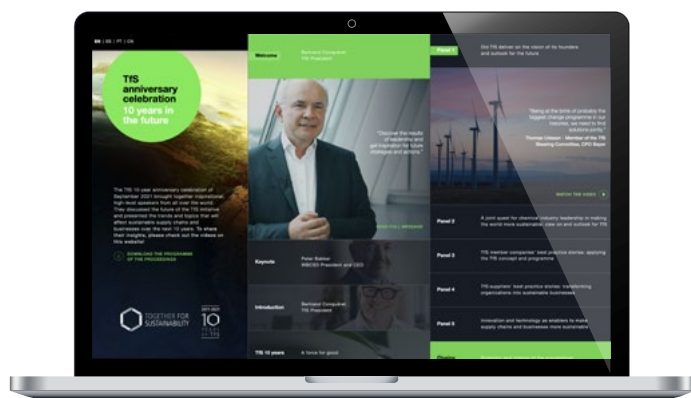 EN | ES | PT | CN
TfS
anniversary
celebration
10 years in
the future
The TfS 10 year anniversary celebration of
September 2021 brought together inspirational
high-level speakers from all over the world.
They discussed the future of the TfS initiative
and presented the trends and topics that will
affect sustainable supply chains and
businesses over the next 10 years. To share
their insights, please check out the videos on
this website!
DOWNLOAD THE PROGRAMME
OF THE PROCEEDINGS
TOGETHER FOR
SUSTAINABILITY
2011-2021
10
YEARS
OF TFS
Welcome
Bertrand Conquéret
TfS President
"Discover the results
of leadership and
get inspiration for future
strategies and actions."
READ FULL MESSAGE
Keynote
Peter Bakker
WBCSD President and CEO
Introduction
Bertrand Conquéret
TfS President
TfS 10 years
A force for good
Panel 1
Did TfS deliver on the vision of its founders
and outlook for the future
"Being at the brink of probably the
biggest change programme in our
histories, we need to find
solutions jointly."
Thomas Udesen - Member of the TfS
Steering Committee, CPO Bayer
WATCH THE VIDEO
Panel 2
A joint quest for chemical industry leadership in making
the world more sustainable, view on and outlook for TfS
Panel 3
TfS member companies' best practice stories: applying
the TfS concept and programme
Panel 4
TfS suppliers' best practice stories: transforming
organizations into sustainable businesses
Panel 5
Innovation and technology as enablers to make
supply chains and businesses more sustainable
Closing